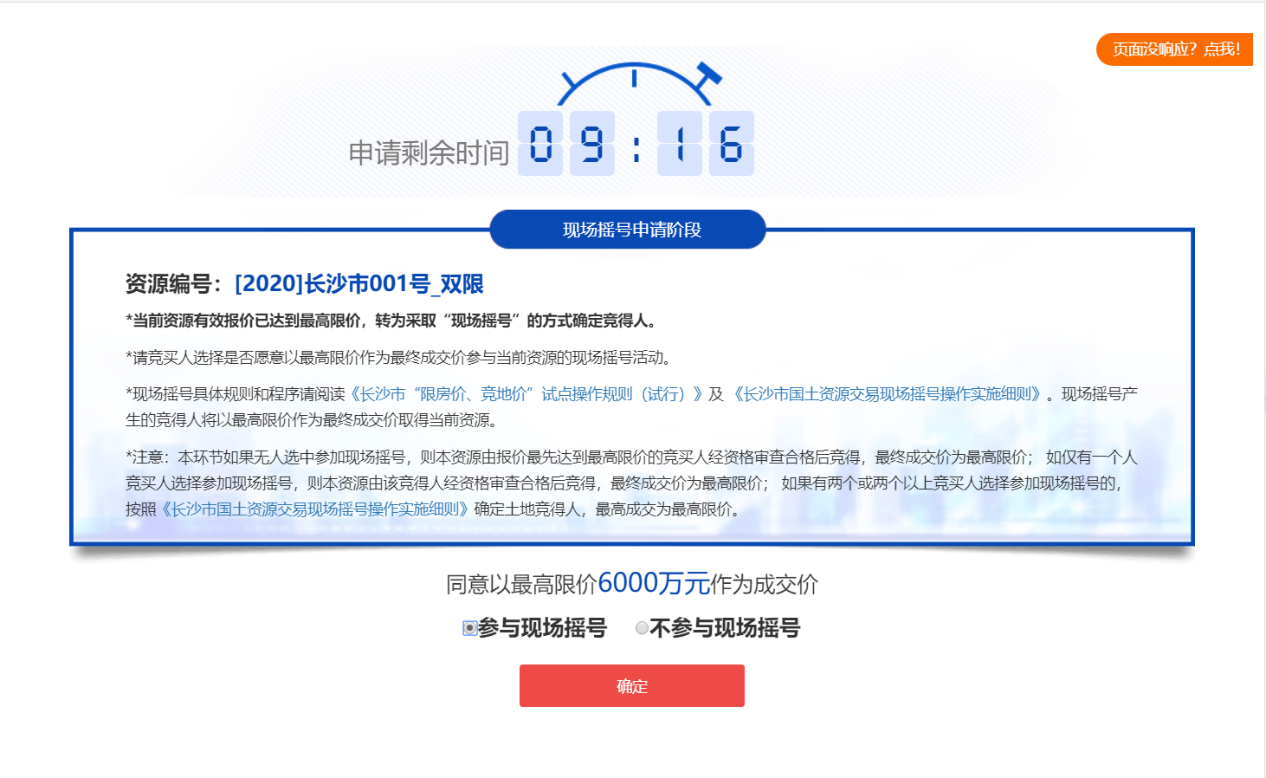 页面没响应？点我！
申请剩余时间 09:16
现场摇号申请阶段
资源编号：[2020]长沙市001号_双限
*当前资源有效报价已达到最高限价，转为采取“现场摇号”的方式确定竞得人。
*请竞买人选择是否愿意以最高限价作为最终成交价参与当前资源的现场摇号活动。
*现场摇号具体规则和程序请阅读《长沙市“限房价、竞地价”试点操作规则（试行）》及 《长沙市国土资源交易现场摇号操作实施细则》。现场摇号产
生的竞得人将以最高限价作为最终成交价取得当前资源。
*注意：本环节如果无人选中参加现场摇号，则本资源由报价最先达到最高限价的竞买人经资格审查合格后竞得，最终成交价为最高限价； 如仅有一个人
竞买人选择参加现场摇号，则本资源由该竞得人经资格审查合格后竞得，最终成交价为最高限价； 如果有两个或两个以上竞买人选择参加现场摇号的，
按照《长沙市国土资源交易现场摇号操作实施细则》确定土地竞得人，最高成交为最高限价。
同意以最高限价6000万元作为成交价
参与现场摇号 不参与现场摇号
确定